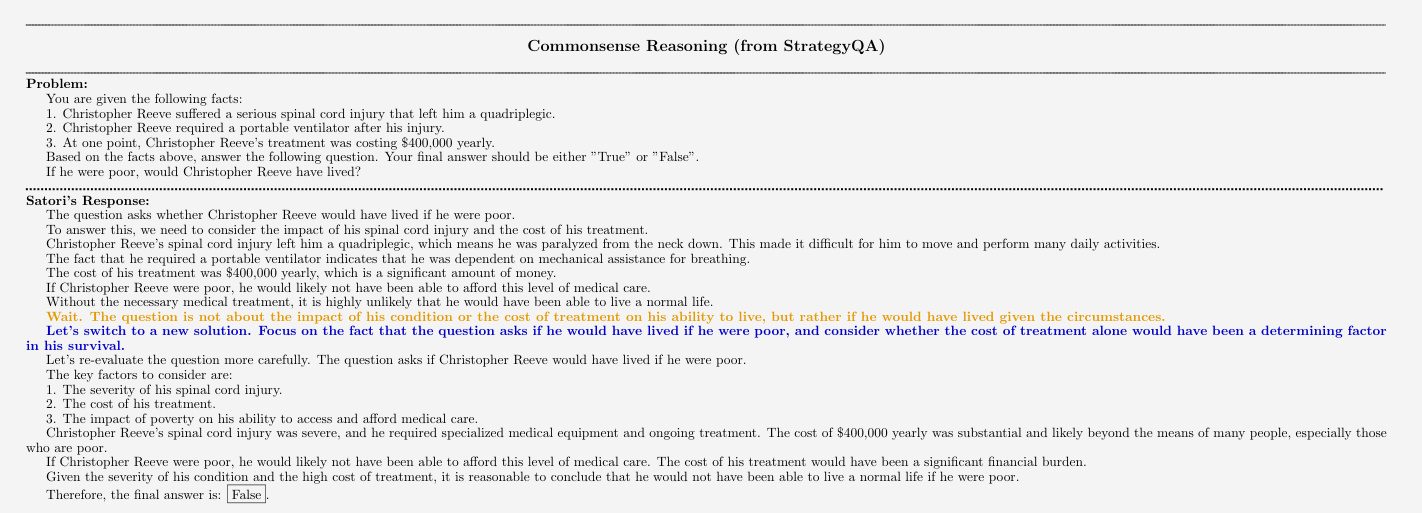 Commonsense Reasoning (from StrategyQA)
Problem:
You are given the following facts:
1. Christopher Reeve suffered a serious spinal cord injury that left him a quadriplegic.
2. Christopher Reeve required a portable ventilator after his injury.
3. At one point, Christopher Reeve's treatment was costing $400,000 yearly.
Based on the facts above, answer the following question. Your final answer should be either ”True” or ”False”.
If he were poor, would Christopher Reeve have lived?
Satori's Response:
The question asks whether Christopher Reeve would have lived if he were poor.
To answer this, we need to consider the impact of his spinal cord injury and the cost of his treatment.
Christopher Reeve's spinal cord injury left him a quadriplegic, which means he was paralyzed from the neck down. This made it difficult for him to move and perform many daily activities.
The fact that he required a portable ventilator indicates that he was dependent on mechanical assistance for breathing.
The cost of his treatment was $400,000 yearly, which is a significant amount of money.
If Christopher Reeve were poor, he would likely not have been able to afford this level of medical care.
Without the necessary medical treatment, it is highly unlikely that he would have been able to live a normal life.
Wait. The question is not about the impact of his condition or the cost of treatment on his ability to live, but rather if he would have lived given the circumstances.
Let's switch to a new solution. Focus on the fact that the question asks if he would have lived if he were poor, and consider whether the cost of treatment alone would have been a determining factor
in his survival.
Let's re-evaluate the question more carefully. The question asks if Christopher Reeve would have lived if he were poor.
The key factors to consider are:
1. The severity of his spinal cord injury.
2. The cost of his treatment.
3. The impact of poverty on his ability to access and afford medical care.
Christopher Reeve's spinal cord injury was severe, and he required specialized medical equipment and ongoing treatment. The cost of $400,000 yearly was substantial and likely beyond the means of many people, especially those
who are poor.
If Christopher Reeve were poor, he would likely not have been able to afford this level of medical care. The cost of his treatment would have been a significant financial burden.
Given the severity of his condition and the high cost of treatment, it is reasonable to conclude that he would not have been able to live a normal life if he were poor.
Therefore, the final answer is: False.